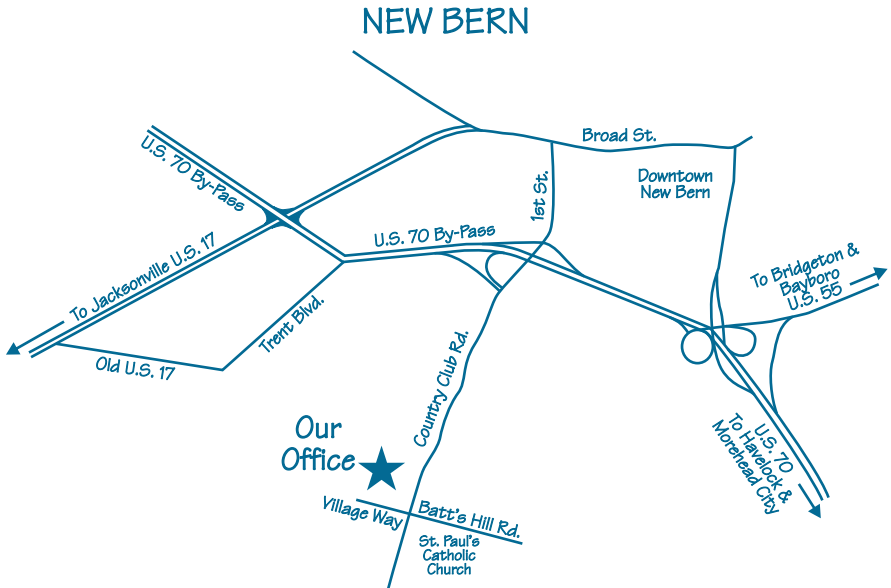 NEW BERN
Broad St.
U.S. 70 By-Pass
Downtown
New Bern
1st St.
U.S. 70 By-Pass
To Jacksonville U.S. 17
To Bridgeton &
Bayboro
U.S. 55
Trent Blvd.
Old U.S. 17
Country Club Rd.
Our
Office
U.S. 70
To Havelock &
Morehead City
Village Way
Batt's Hill Rd.
St. Paul's
Catholic
Church